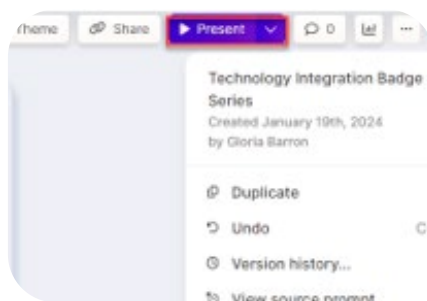 Theme Share Present 0
Technology Integration Badge
Series
Created January 19th, 2024
by Gloria Barron
Duplicate
Undo C
Version history...
View source prompt